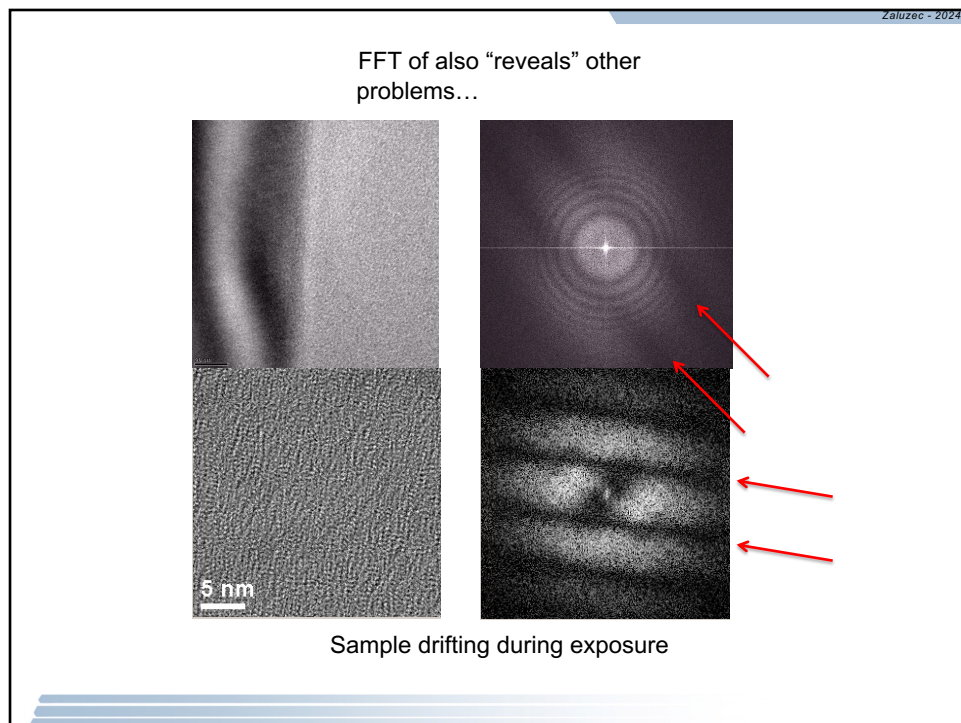 Zaluzec - 2024
FFT of also “reveals” other
problems…
5 nm
Sample drifting during exposure